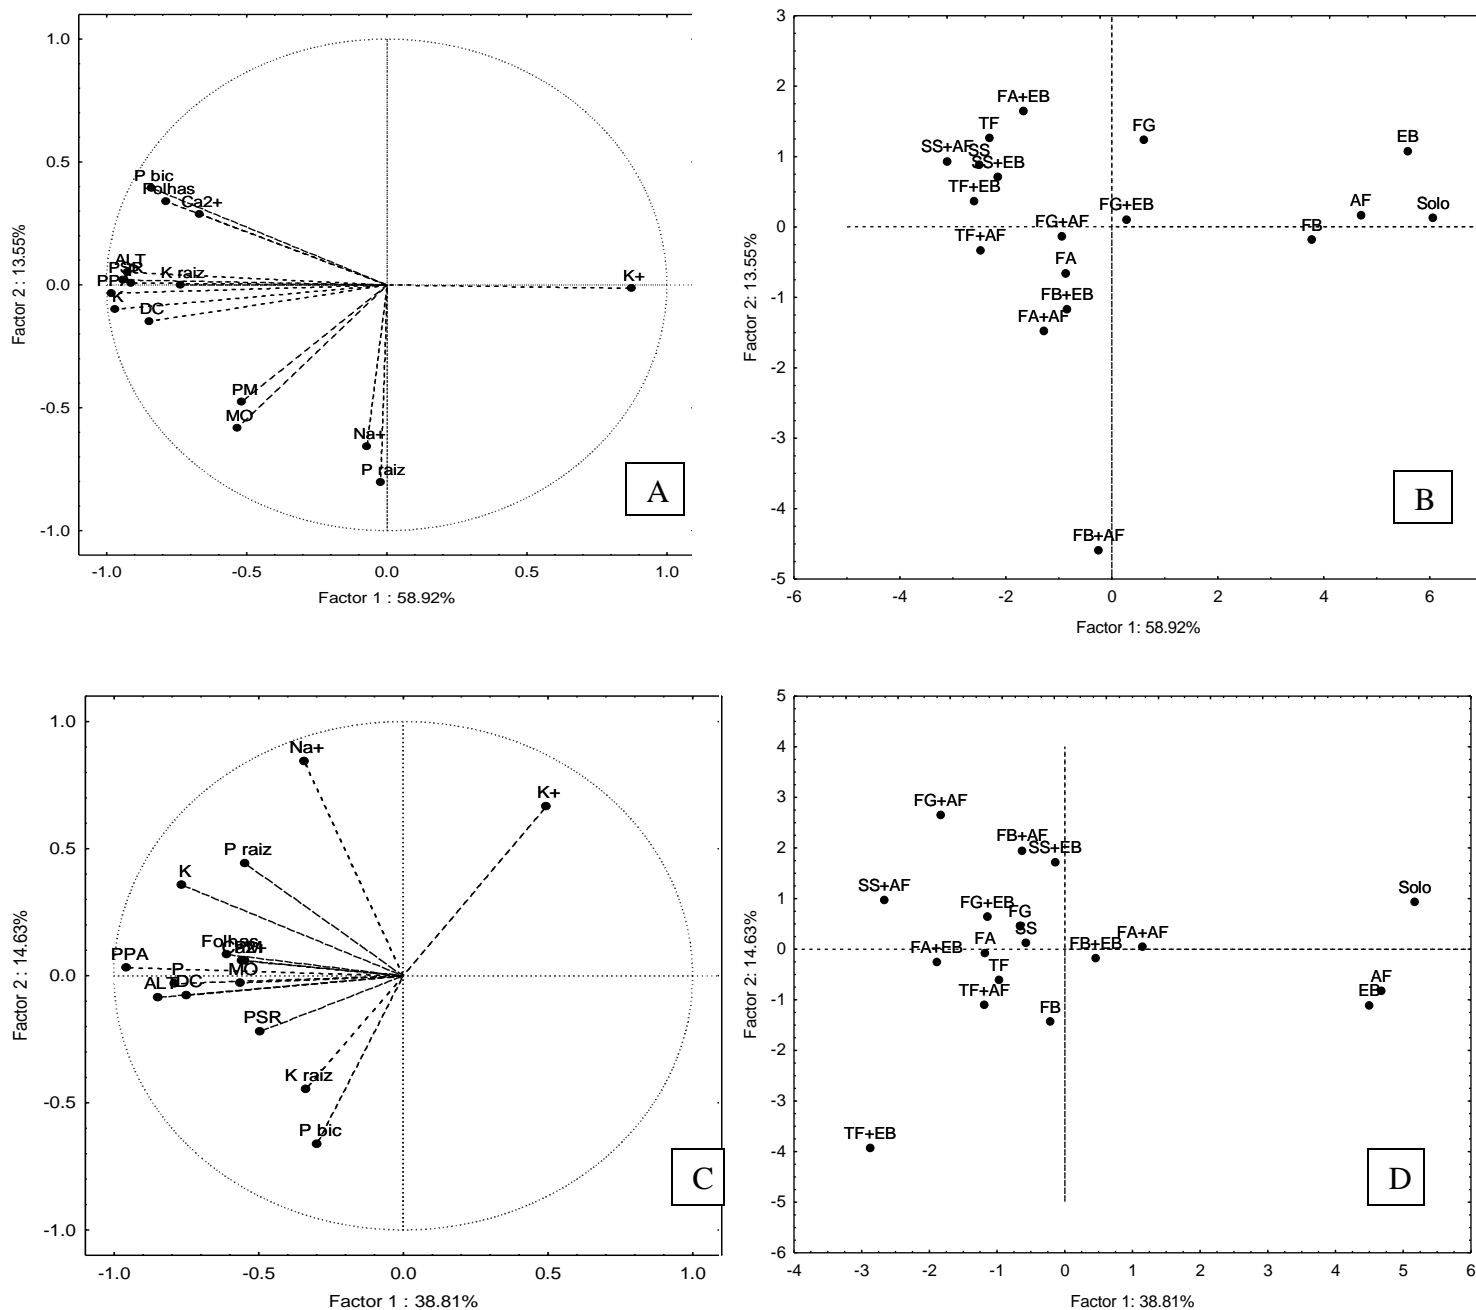 1.0
0.5
0.0
-0.5
-1.0
-1.0
-0.5
0.0
0.5
1.0
Factor 2 : 13.55%
Factor 1 : 58.92%
P bic
Folhas
Ca2+
ALT
K raiz
K
DC
K+
PM
MO
Na+
P raiz
A
3
2
1
0
-1
-2
-3
-4
-5
-6
-4
-2
0
2
4
6
Factor 2: 13.55%
Factor 1: 58.92%
FA+EB
TF
FG
EB
SS+AF
SS
SS+EB
TF+EB
FG+EB
AF
Solo
FG+AF
FB
TF+AF
FA
FB+EB
FA+AF
FB+AF
B
1.0
0.5
0.0
-0.5
-1.0
-1.0
-0.5
0.0
0.5
1.0
Factor 2 : 14.63%
Factor 1 : 38.81%
Na+
K+
P raiz
K
Folhas
PPA
P
MO
ALT
DC
PSR
K raiz
P bic
C
5
4
3
2
1
0
-1
-2
-3
-4
-5
-6
-4
-3
-2
-1
0
1
2
3
4
5
6
Factor 2: 14.63%
Factor 1: 38.81%
FG+AF
FB+AF
SS+EB
SS+AF
Solo
FG+EB
FG
SS
FA+AF
FA+EB
FA
FB+EB
TF
AF
TF+AF
EB
FB
TF+EB
D